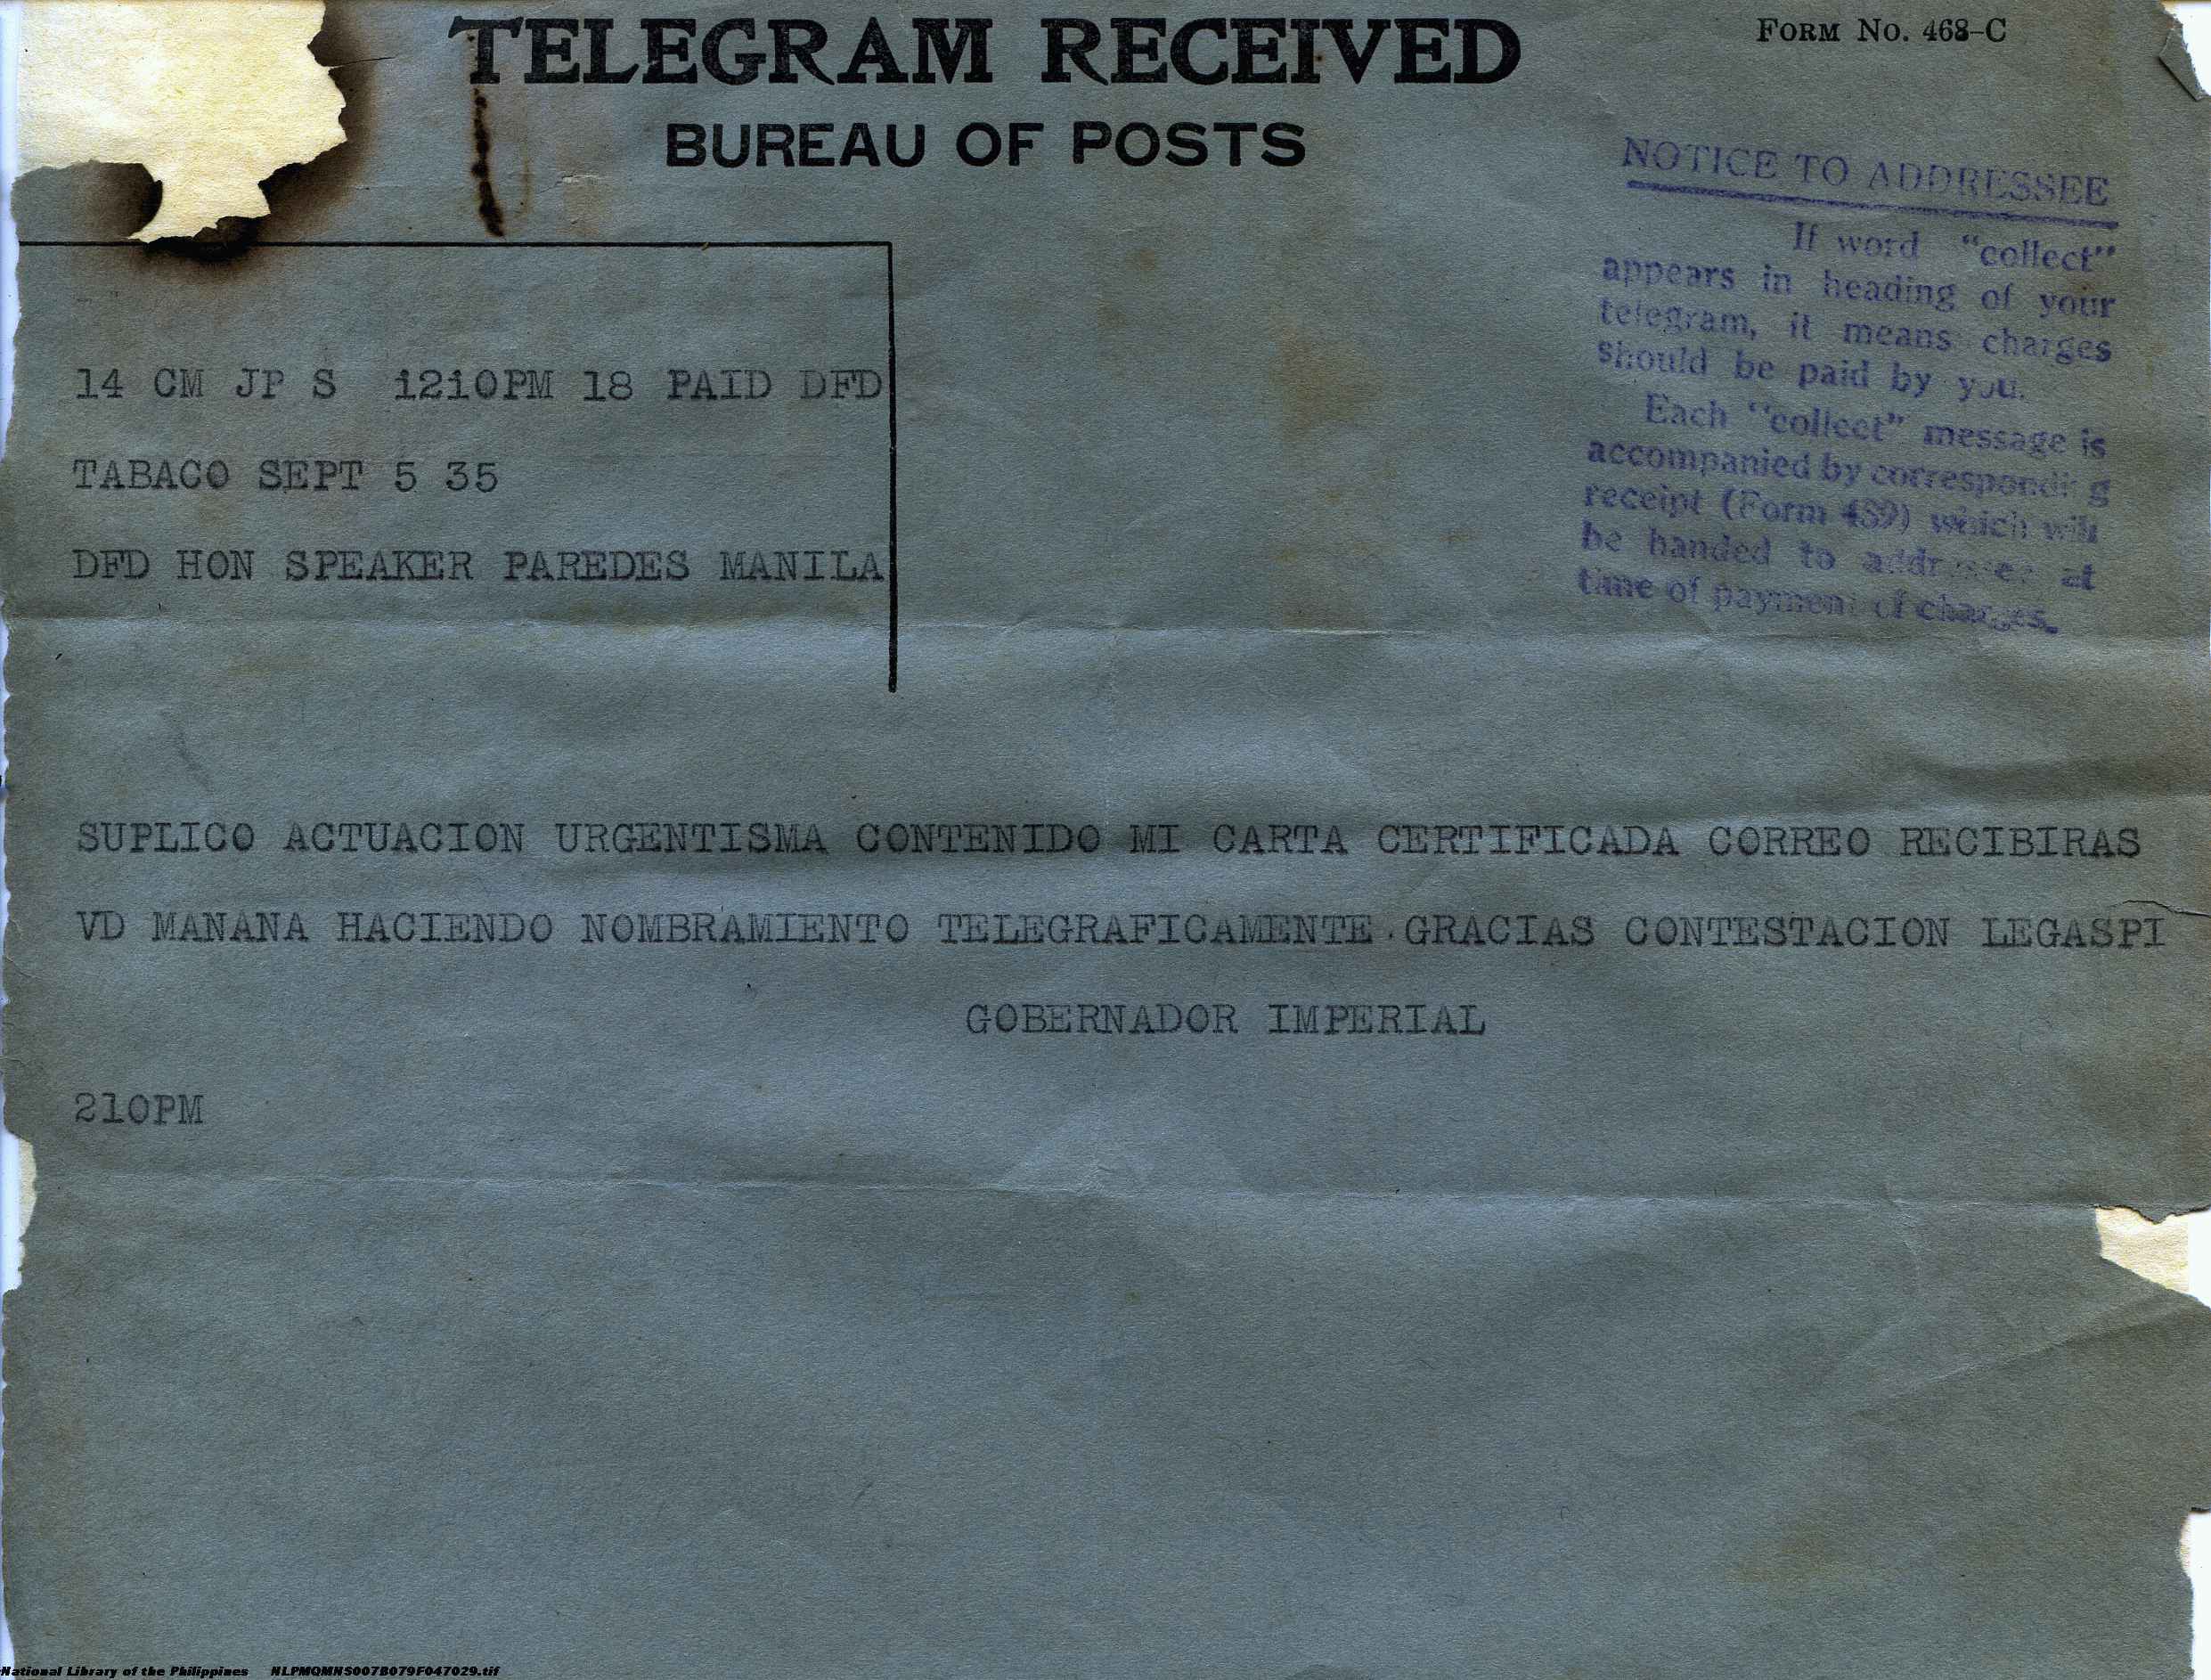 TELEGRAM RECEIVED
FORM NO. 468-C
BUREAU OF POSTS
NOTICE TO ADDRESSEE
If word "collect"
appears in heading of your
telegram, it means charges
should be paid by you.
Each "collect" message is
accompanied by corresponding
receipt (Form 489) which will
be handed to addressee at
time of payment of charges.
14 CM JP S 1210PM 18 PAID DFD
TABACO SEPT 5 35
DFD HON SPEAKER PAREDES MANILA
SUPLICO ACTUACION URGENTISMA CONTENIDO MI CARTA CERTIFICADA CORREO RECIBIRAS
VD MANANA HACIENDO NOMBRAMIENTO TELEGRAFICAMENTE.GRACIAS CONTESTACION LEGASPI
GOBERNADOR IMPERIAL
210PM
National Library of the Philippines NLPMQMNS007B079F047029.tif